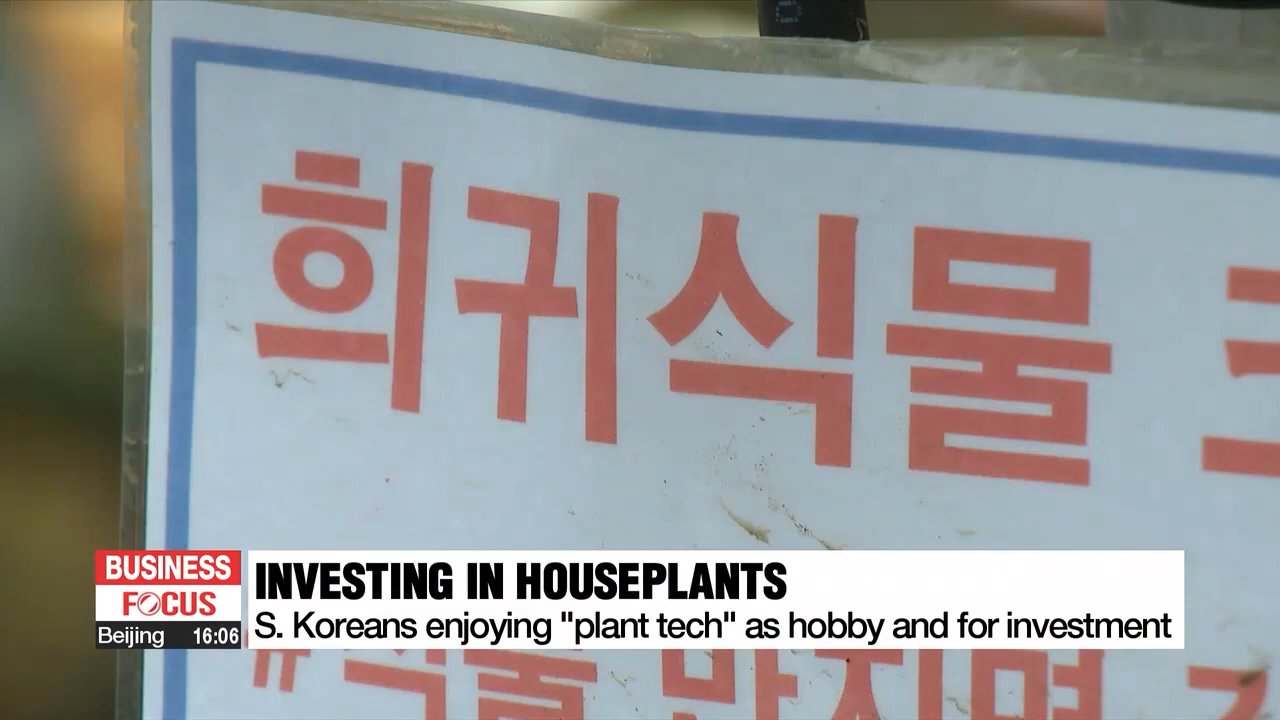 희귀식물
BUSINESS
FOCUS
Beijing 16:06
INVESTING IN HOUSEPLANTS
S. Koreans enjoying "plant tech" as hobby and for investment